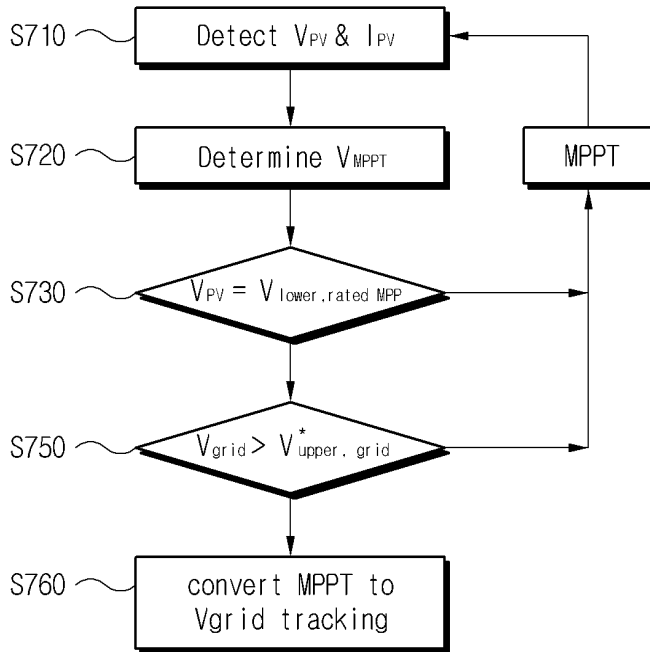 S710
Detect VPV & IPV
S720
Determine VMPPT
MPPT
S730
VPV = Vlower,rated MPP
S750
Vgrid > V*upper, grid
S760
convert MPPT to
Vgrid tracking